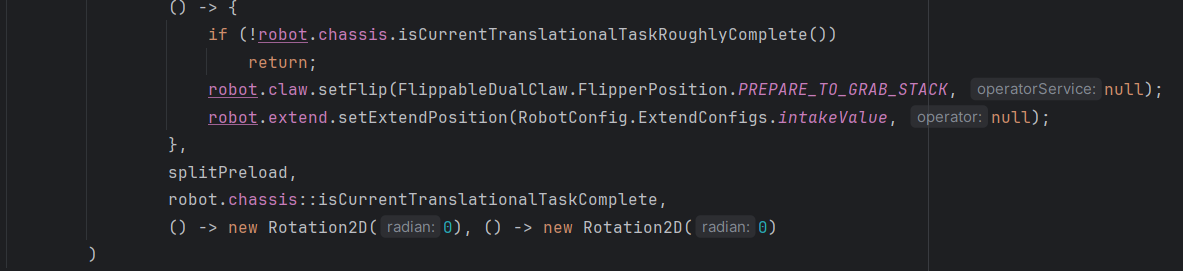 () -> {
if (!robot.chassis.isCurrentTranslationalTaskRoughlyComplete())
return;
robot.claw.setFlip(FlippableDualClaw.FlipperPosition.PREPARE_TO_GRAB_STACK, operatorService: null);
robot.extend.setExtendPosition(RobotConfig.ExtendConfigs.intakeValue, operator: null);
},
splitPreload,
robot.chassis::isCurrentTranslationalTaskComplete,
() -> new Rotation2D( radian: 0), () -> new Rotation2D( radian: 0)
)